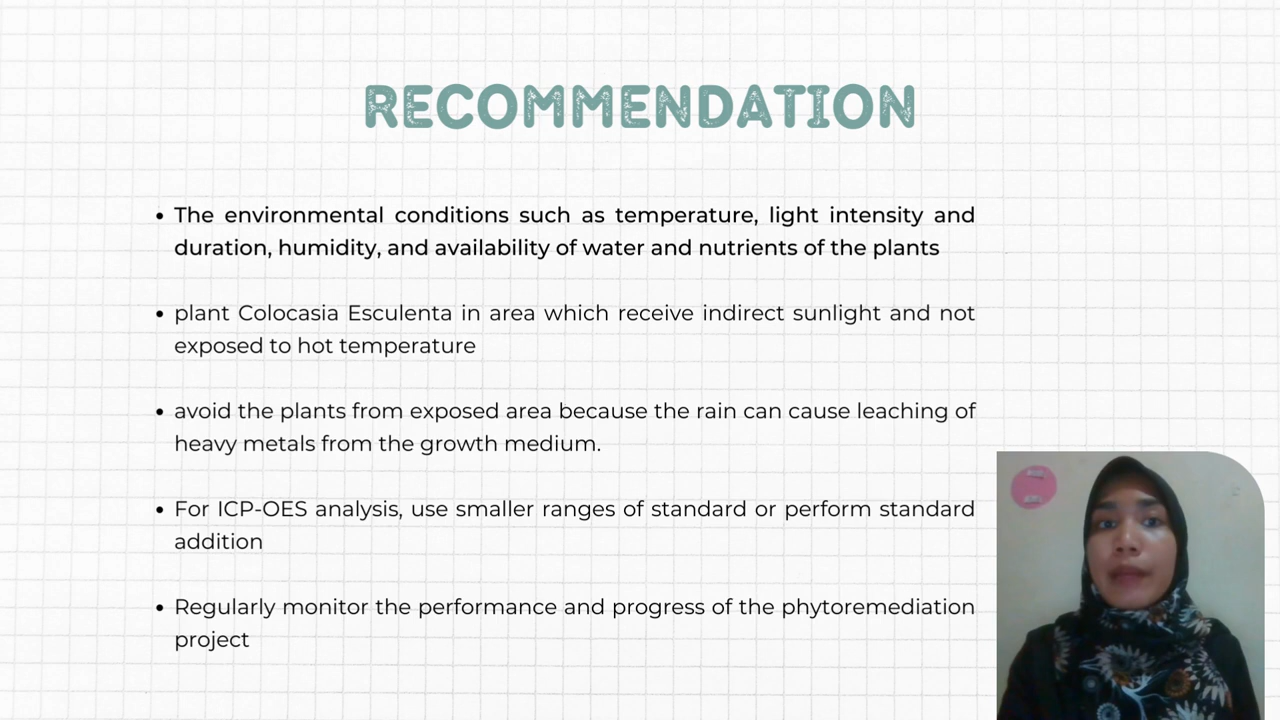 RECOMMENDATION
• The environmental conditions such as temperature, light intensity and
duration, humidity, and availability of water and nutrients of the plants
• plant Colocasia Esculenta in area which receive indirect sunlight and not
exposed to hot temperature
• avoid the plants from exposed area because the rain can cause leaching of
heavy metals from the growth medium.
• For ICP-OES analysis, use smaller ranges of standard or perform standard
addition
• Regularly monitor the performance and progress of the phytoremediation
project